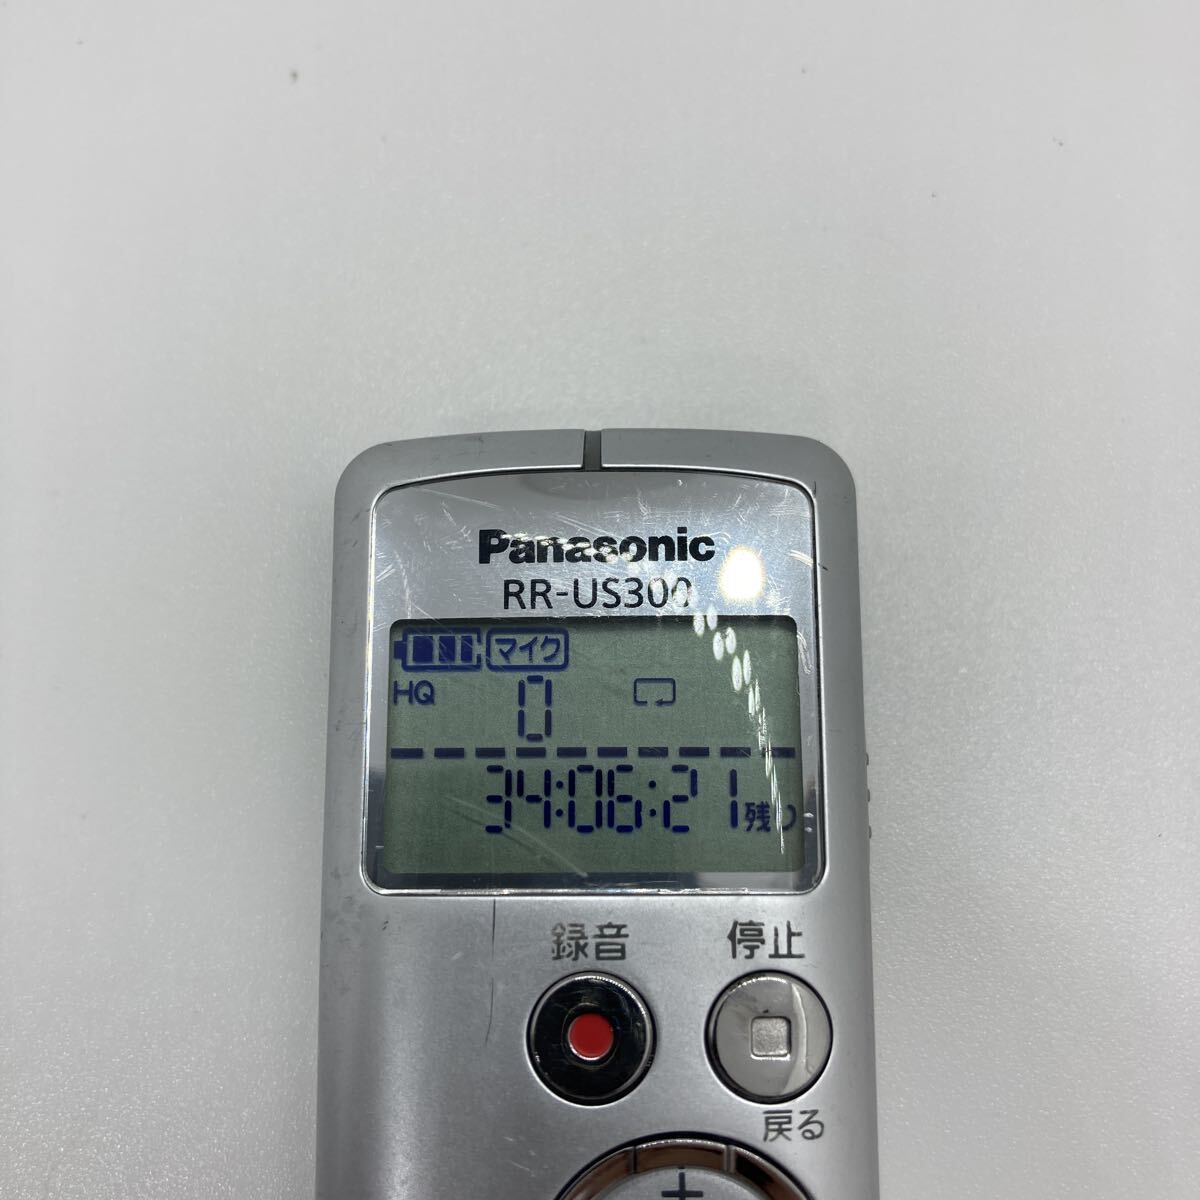 Panasonic
RR-US300
マイク
HQ 0
34:06:21 残り
録音 停止
戻る
+